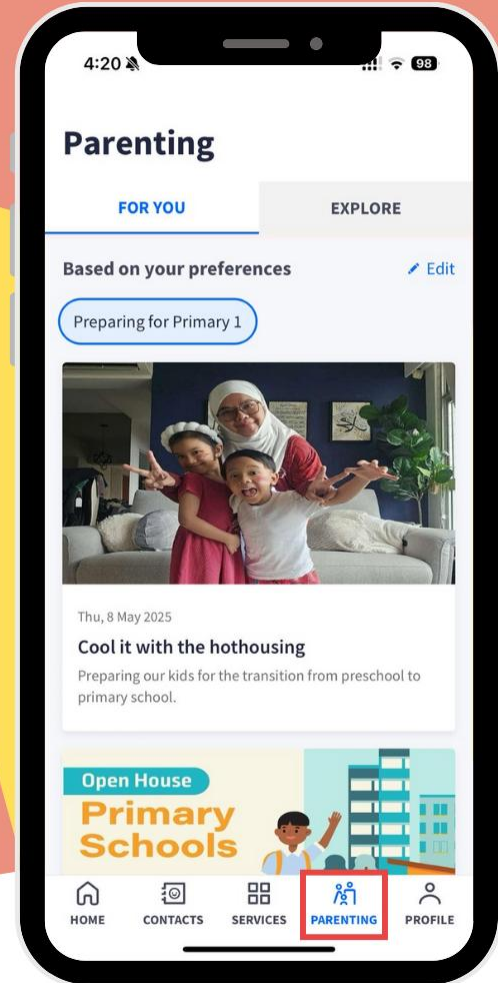 4:20
98
Parenting
FOR YOU
EXPLORE
Based on your preferences
Edit
Preparing for Primary 1
Thu, 8 May 2025
Cool it with the hothousing
Preparing our kids for the transition from preschool to
primary school.
Open House
Primary
Schools
HOME
CONTACTS
SERVICES
PARENTING
PROFILE